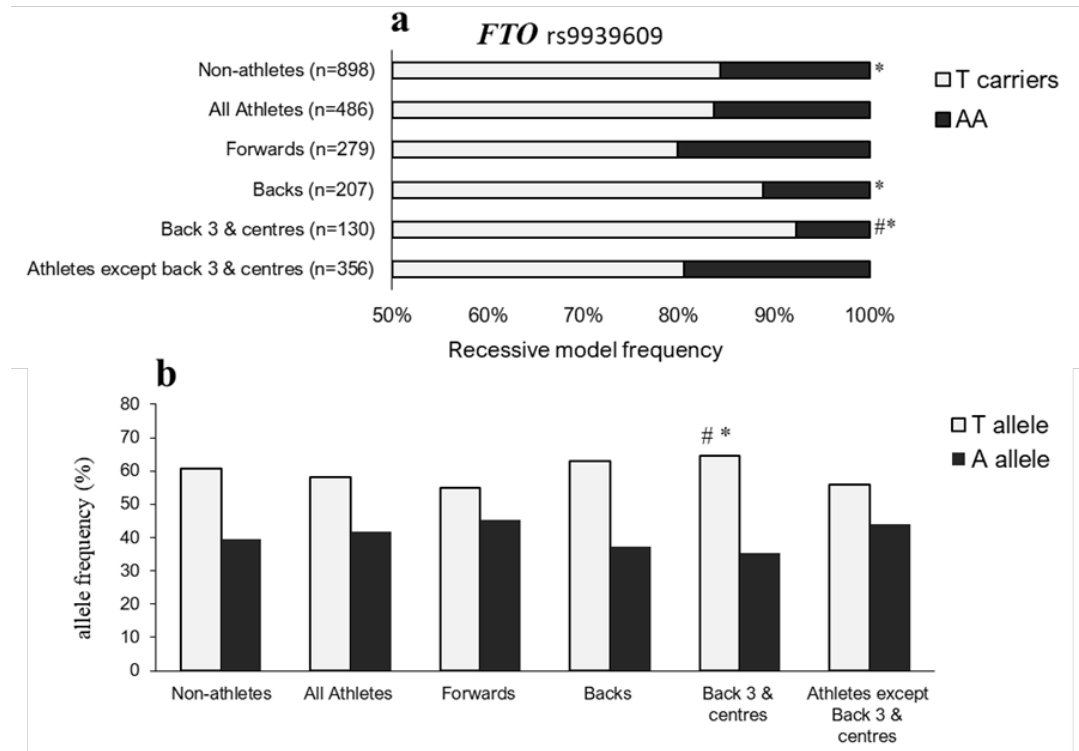 a
FTO rs9939609
Non-athletes (n=898)
*
T carriers
All Athletes (n=486)
AA
Forwards (n=279)
Backs (n=207)
*
Back 3 & centres (n=130)
#*
Athletes except back 3 & centres (n=356)
50% 60% 70% 80% 90% 100%
Recessive model frequency
b
allele frequency (%)
80
70
60
50
40
30
20
10
0
# *
T allele
A allele
Non-athletes
All Athletes
Forwards
Backs
Back 3 &
centres
Athletes except
Back 3 &
centres